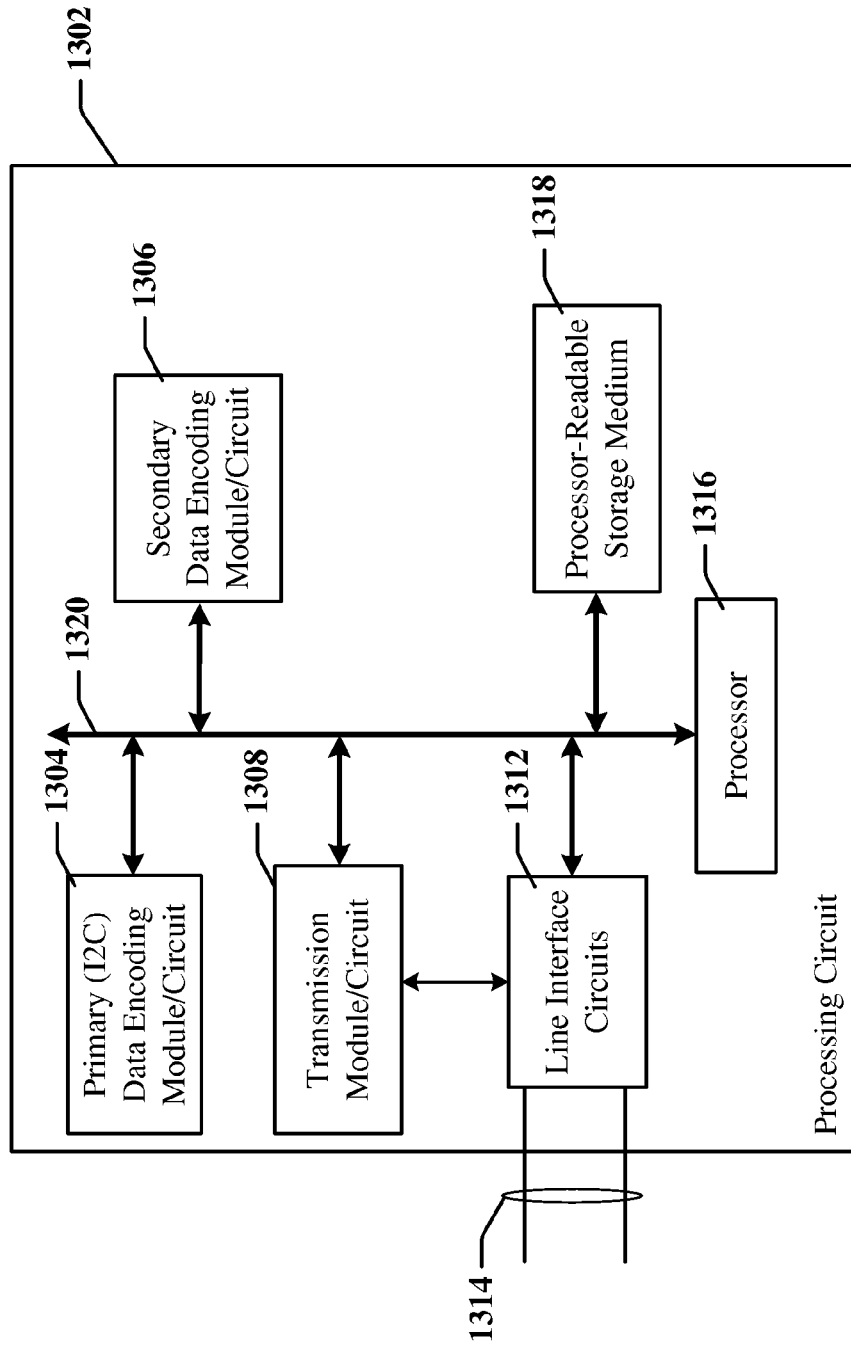 1302
1304
1320
Primary (I2C)
Data Encoding
Module/Circuit
1306
Secondary
Data Encoding
Module/Circuit
1308
Transmission
Module/Circuit
1314
1312
Line Interface
Circuits
1318
Processor-Readable
Storage Medium
1316
Processor
Processing Circuit